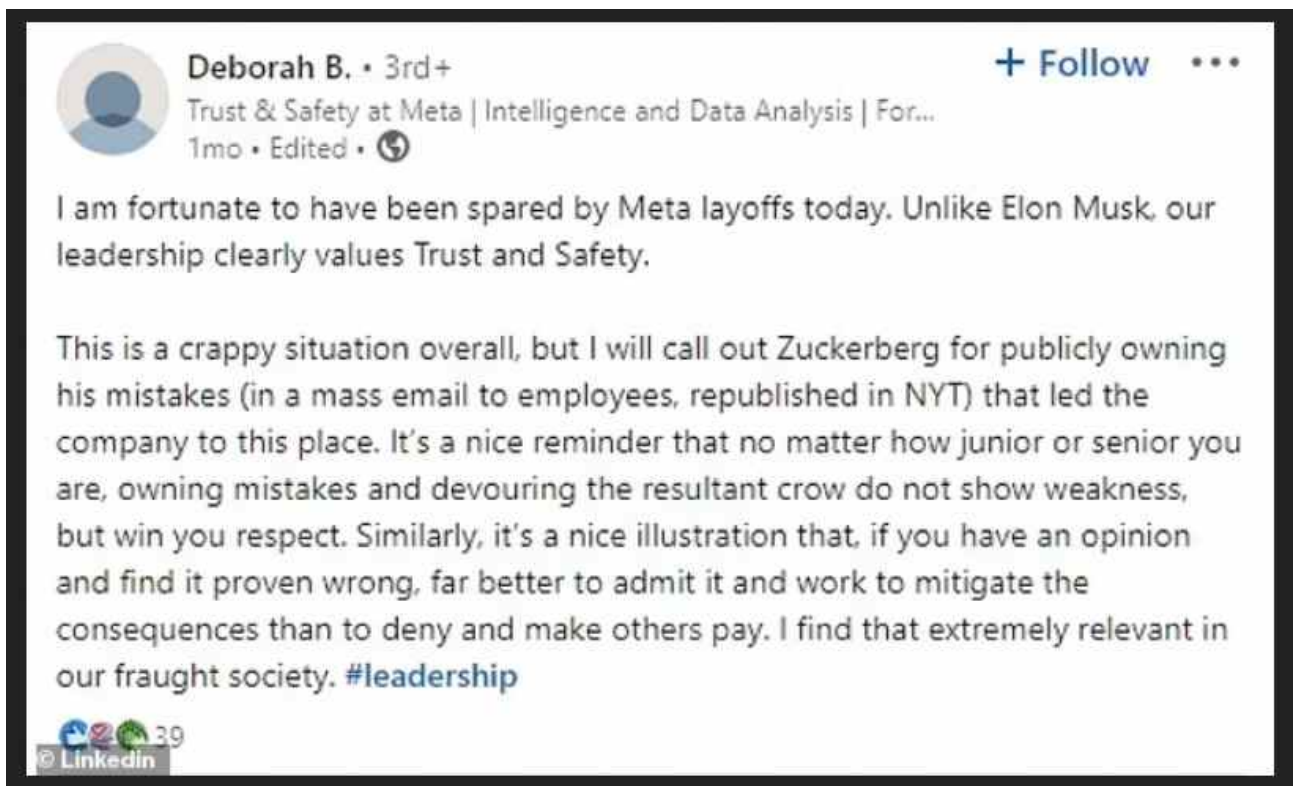 Deborah B. • 3rd+
+ Follow •••
Trust & Safety at Meta | Intelligence and Data Analysis | For...
1mo • Edited •
I am fortunate to have been spared by Meta layoffs today. Unlike Elon Musk, our
leadership clearly values Trust and Safety.
This is a crappy situation overall, but I will call out Zuckerberg for publicly owning
his mistakes (in a mass email to employees, republished in NYT) that led the
company to this place. It's a nice reminder that no matter how junior or senior you
are, owning mistakes and devouring the resultant crow do not show weakness,
but win you respect. Similarly, it's a nice illustration that, if you have an opinion
and find it proven wrong, far better to admit it and work to mitigate the
consequences than to deny and make others pay. I find that extremely relevant in
our fraught society. #leadership
39
© Linkedin